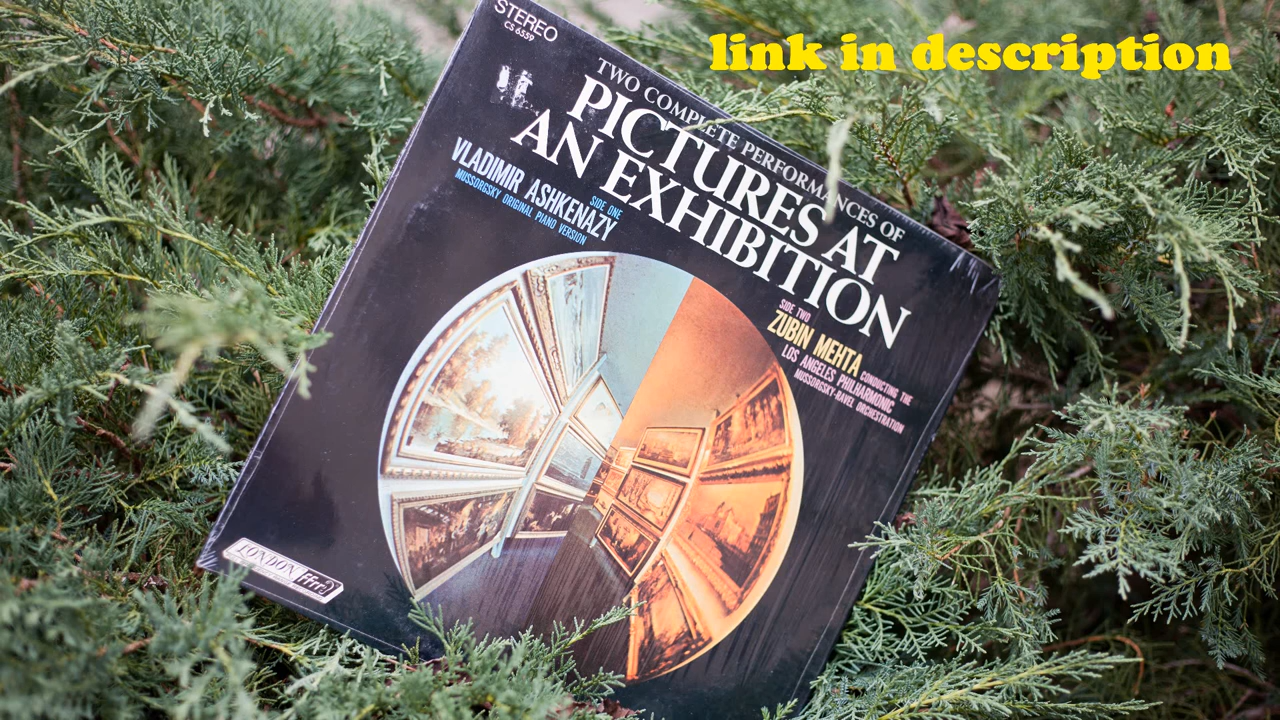 link in description
STEREO
CS 6559
TWO COMPLETE PERFORMANCES OF
PICTURES AT
AN EXHIBITION
SIDE ONE
VLADIMIR ASHKENAZY
MUSSORGSKY ORIGINAL PIANO VERSION
SIDE TWO
ZUBIN MEHTA CONDUCTING THE
LOS ANGELES PHILHARMONIC
MUSSORGSKY-RAVEL ORCHESTRATION
LONDON ffrr